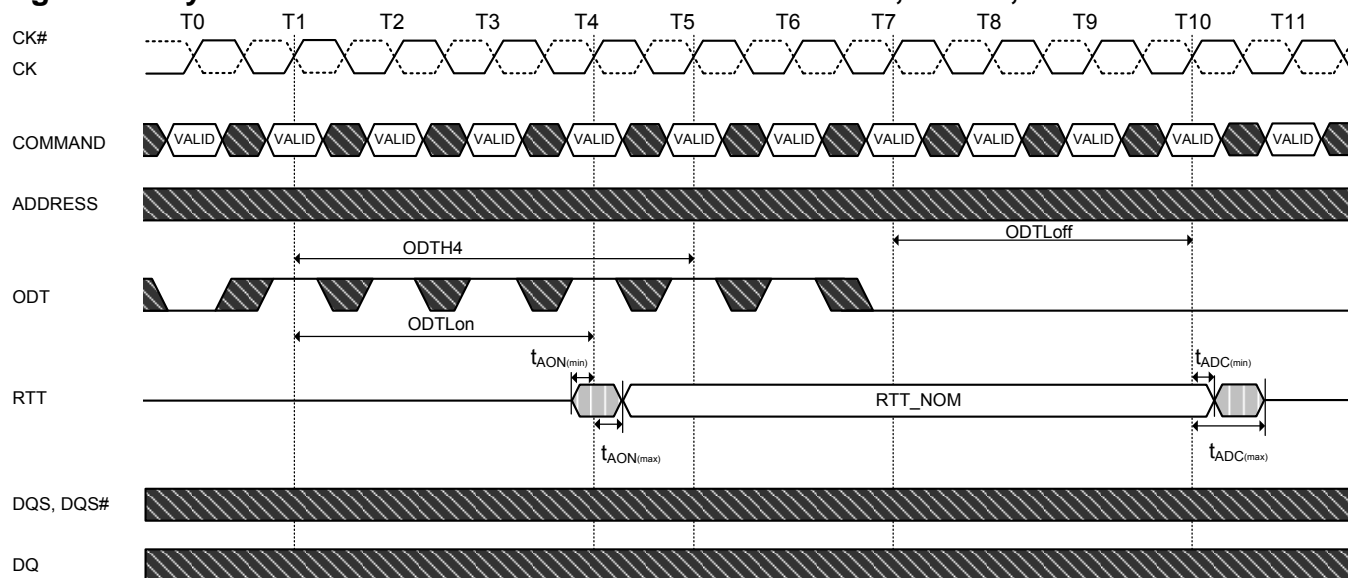 T0 T1 T2 T3 T4 T5 T6 T7 T8 T9 T10 T11
CK#
CK
COMMAND VALID VALID VALID VALID VALID VALID VALID VALID VALID VALID VALID VALID
ADDRESS
ODTLoff
ODTH4
ODT
ODTLon
tAON(min) tADC(min)
RTT RTT_NOM
tAON(max) tADC(max)
DQS, DQS#
DQ